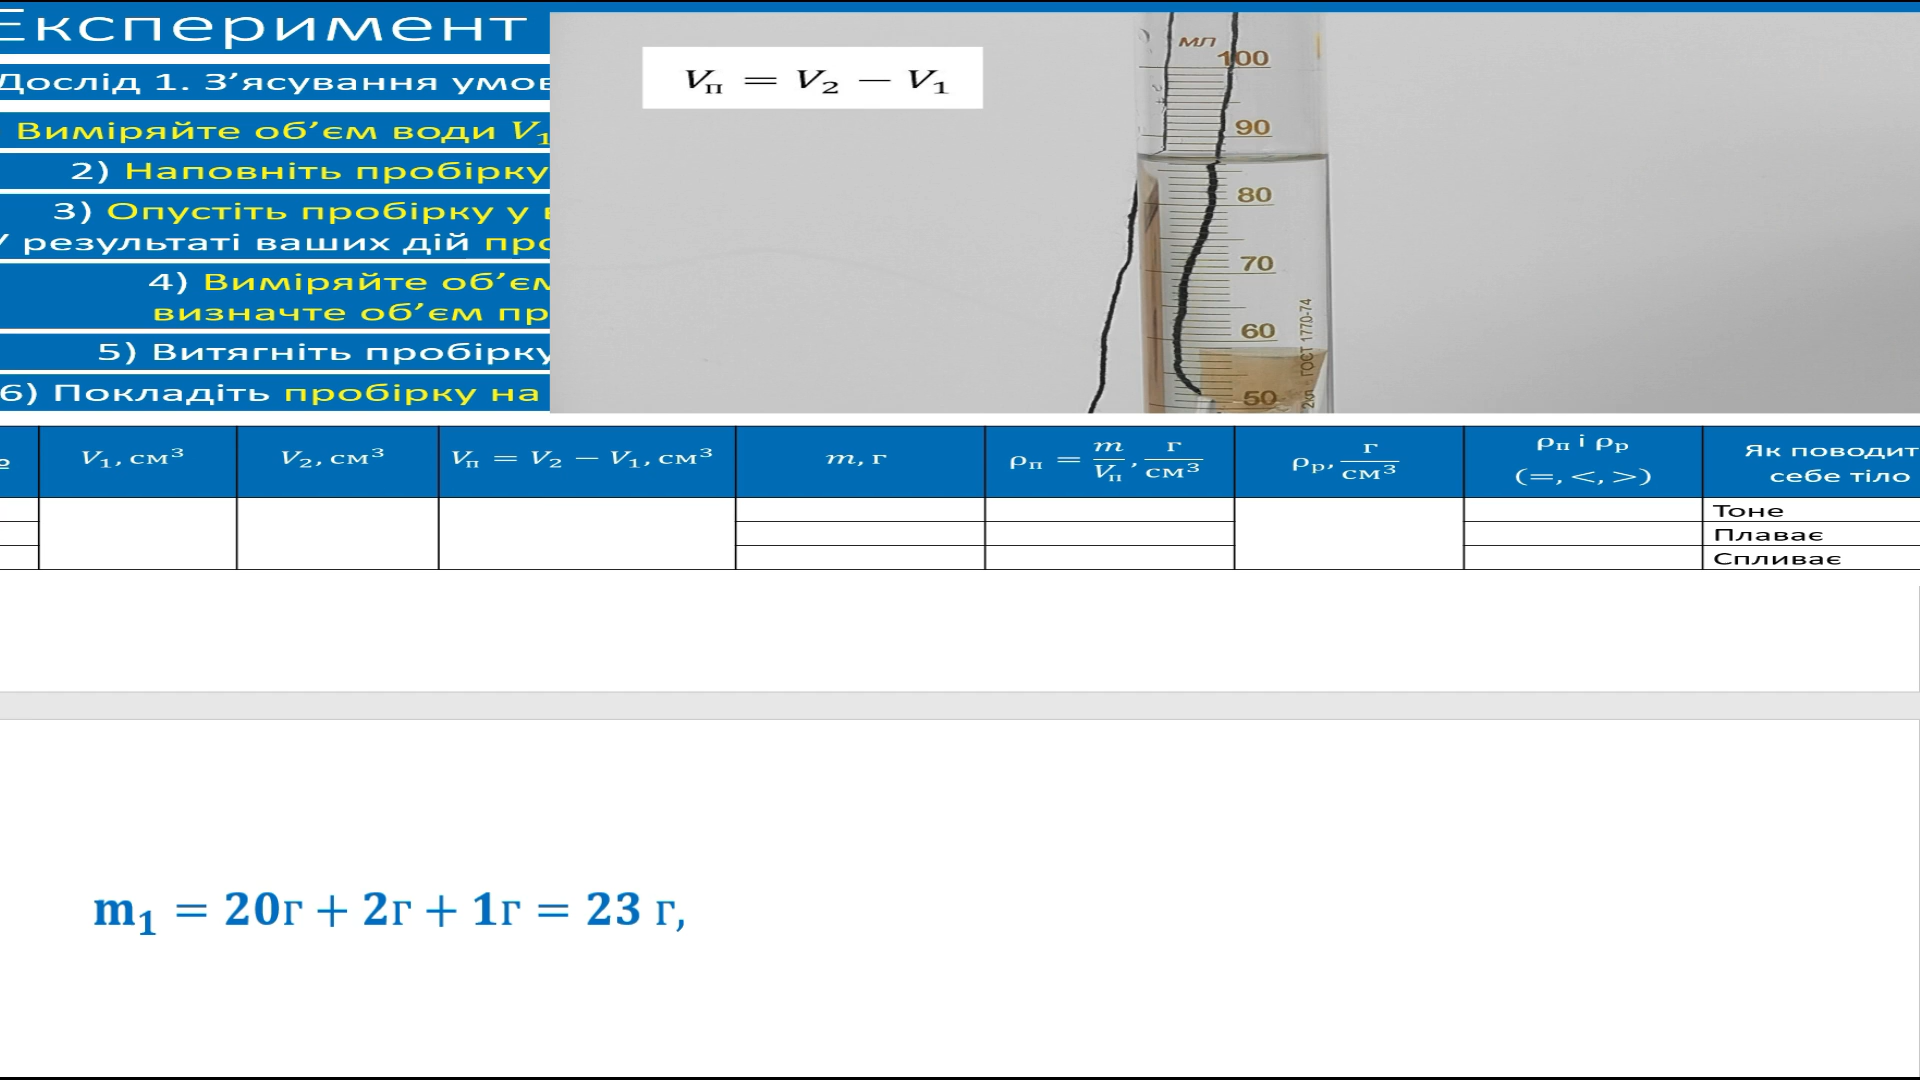 Експеримент
Дослід 1. З’ясування умов
Виміряйте об’єм води V₁
2) Наповніть пробірку
3) Опустіть пробірку у в
У результаті ваших дій про
4) Виміряйте об’єм
визначте об’єм пр
5) Витягніть пробірку
6) Покладіть пробірку на
Vп = V₂ − V₁
МЛ
100
90
80
70
60
50
2кл - ГОСТ 1770-74
V₁, см³
V₂, см³
Vп = V₂ − V₁, см³
m, г
ρп = m/Vп, г/см³
ρр, г/см³
ρп і ρр
(=, <, >)
Як поводит
себе тіло
Тоне
Плаває
Спливає
m₁ = 20г + 2г + 1г = 23 г,